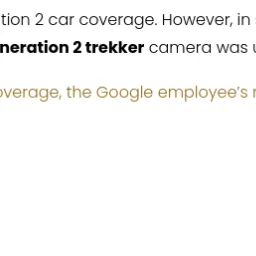 tion 2 car coverage. However, in
neration 2 trekker camera was
overage, the Google employee's